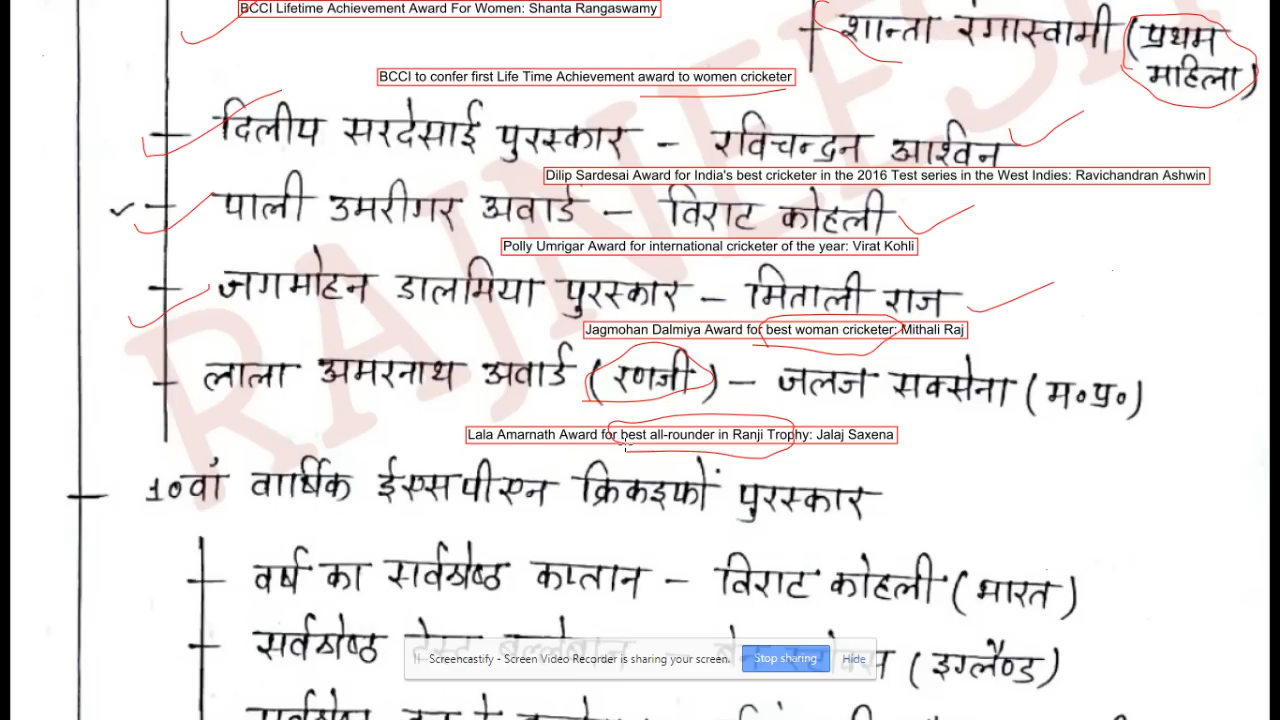 BCCI Lifetime Achievement Award For Women: Shanta Rangaswamy
शान्ता रंगास्वामी (प्रथम
महिला)
BCCI to confer first Life Time Achievement award to women cricketer
दिलीप सरदेसाई पुरस्कार – रविचन्द्रन आश्विन
Dilip Sardesai Award for India's best cricketer in the 2016 Test series in the West Indies: Ravichandran Ashwin
पाली उमरीगर अवार्ड – विराट कोहली
Polly Umrigar Award for international cricketer of the year: Virat Kohli
जगमोहन डालमिया पुरस्कार – मिताली राज
Jagmohan Dalmiya Award for best woman cricketer: Mithali Raj
लाला अमरनाथ अवार्ड (रणजी) – जलज सक्सेना (म०प्र०)
Lala Amarnath Award for best all-rounder in Ranji Trophy: Jalaj Saxena
10वां वार्षिक ईएसपीएन क्रिकइंफों पुरस्कार
वर्ष का सर्वश्रेष्ठ कप्तान – विराट कोहली (भारत)
सर्वश्रेष्ठ (इंग्लैण्ड)
Screencastify - Screen Video Recorder is sharing your screen. Stop sharing Hide
RAJNEESH